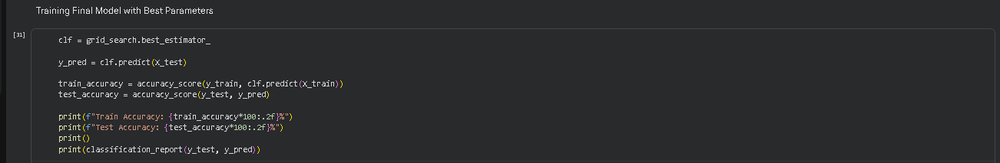 Training Final Model with Best Parameters
[31]
clf = grid_search.best_estimator_
y_pred = clf.predict(X_test)
train_accuracy = accuracy_score(y_train, clf.predict(X_train))
test_accuracy = accuracy_score(y_test, y_pred)
print(f"Train Accuracy: {train_accuracy*100:.2f}%")
print(f"Test Accuracy: {test_accuracy*100:.2f}%")
print()
print(classification_report(y_test, y_pred))